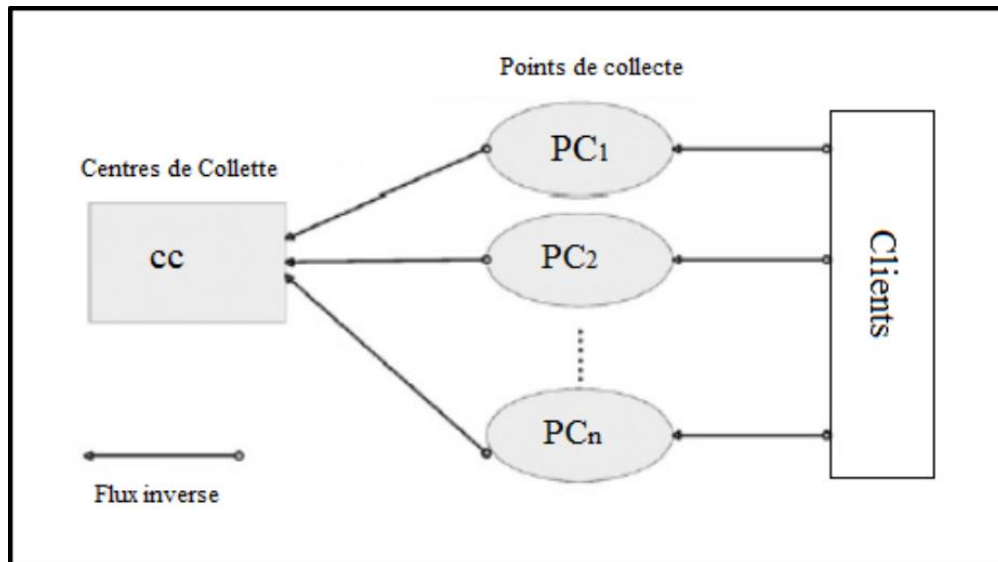 Points de collecte
Centres de Collette
PC₁
cc
PC₂
PCₙ
Clients
Flux inverse